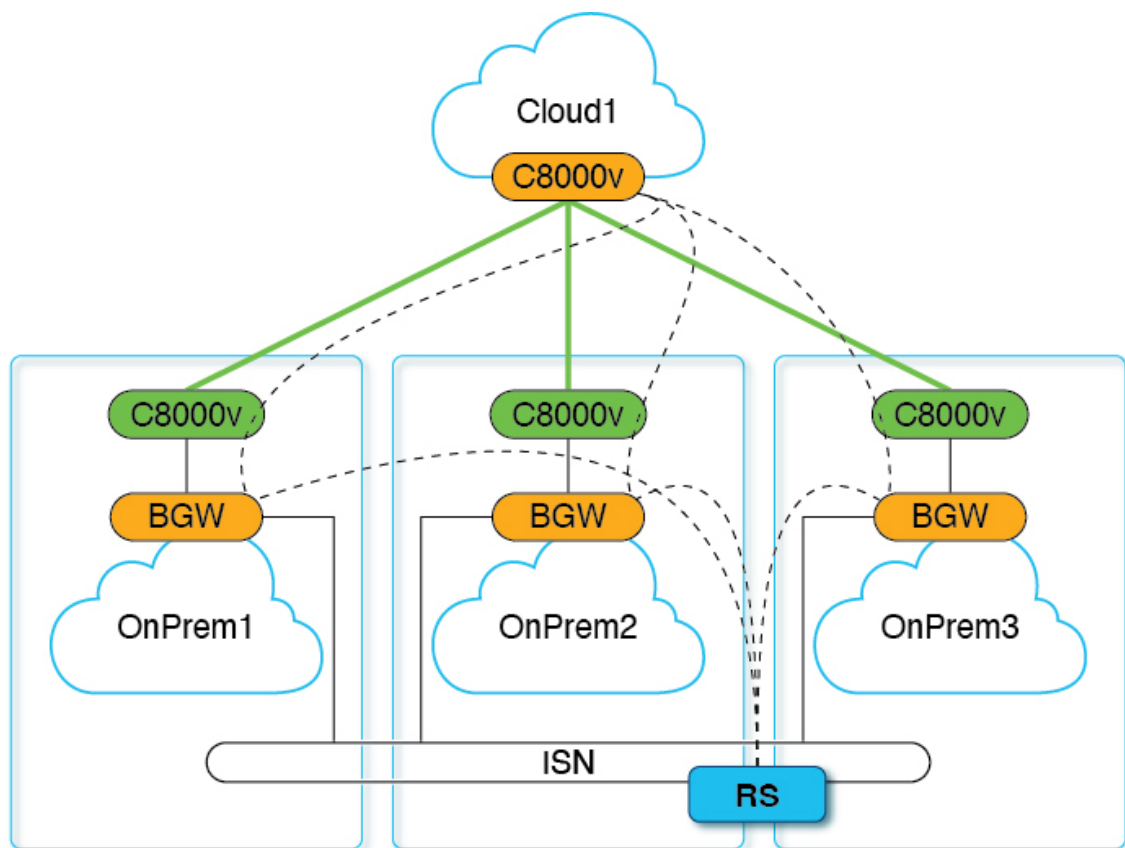 Cloud1
C8000V
C8000V
C8000V
C8000V
BGW
BGW
BGW
OnPrem1
OnPrem2
OnPrem3
ISN
RS